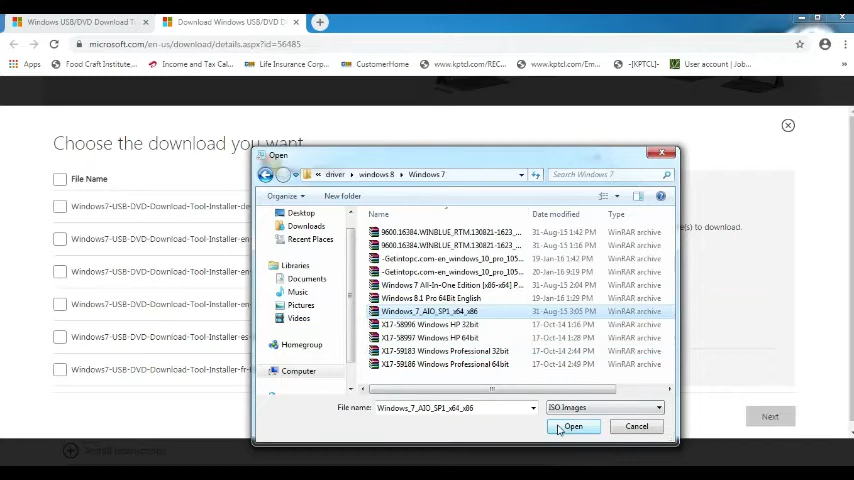 Windows USB/DVD Download T
Download Windows USB/DVD D
microsoft.com/en-us/download/details.aspx?id=56485
Apps
Food Craft Institute,...
Income and Tax Cal...
Life Insurance Corp...
CustomerHome
www.kptcl.com/REC...
www.kptcl.com/Em...
-[KPTCL]-
User account | Job...
Choose the download you want
File Name
Windows7-USB-DVD-Download-Tool-Installer-de
Windows7-USB-DVD-Download-Tool-Installer-en
Windows7-USB-DVD-Download-Tool-Installer-en
Windows7-USB-DVD-Download-Tool-Installer-en
Windows7-USB-DVD-Download-Tool-Installer-es
Windows7-USB-DVD-Download-Tool-Installer-fr-
(s) to download.
Next
Install Instructions
Open
« driver windows 8 Windows 7
Search Windows 7
Organize
New folder
Desktop
Downloads
Recent Places
Libraries
Documents
Music
Pictures
Videos
Homegroup
Computer
Name Date modified Type
9600.16384.WINBLUE_RTM.130821-1623_... 31-Aug-15 1:42 PM WinRAR archive
9600.16384.WINBLUE_RTM.130821-1623_... 31-Aug-15 1:16 PM WinRAR archive
-Getintopc.com-en_windows_10_pro_105... 19-Jan-16 1:42 PM WinRAR archive
-Getintopc.com-en_windows_10_pro_105... 16-Jan-20 9:19 PM WinRAR archive
Windows 7 All-In-One Edition [x86-x64] P... 31-Aug-15 2:04 PM WinRAR archive
Windows 8.1 Pro 64Bit English 19-Jan-16 1:29 PM WinRAR archive
Windows_7_AIO_SP1_x64_x86 31-Aug-15 3:05 PM WinRAR archive
X17-58996 Windows HP 32bit 17-Oct-14 1:16 PM WinRAR archive
X17-58997 Windows HP 64bit 17-Oct-14 1:28 PM WinRAR archive
X17-59183 Windows Professional 32bit 17-Oct-14 2:44 PM WinRAR archive
X17-59186 Windows Professional 64bit 17-Oct-14 2:31 PM WinRAR archive
File name: Windows_7_AIO_SP1_x64_x86
ISO Images
Open
Cancel